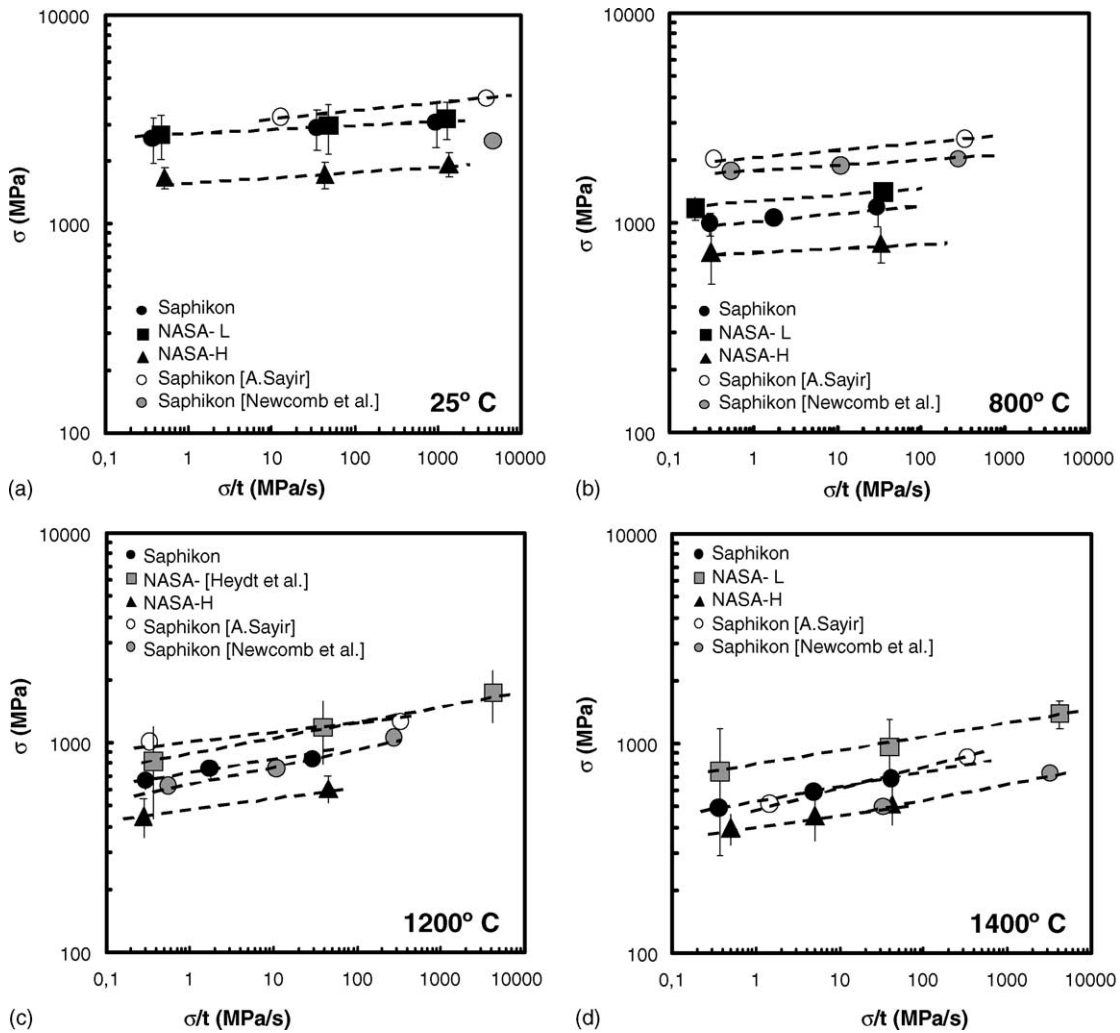 10000
1000
100
σ (MPa)
Saphikon
NASA- L
NASA-H
Saphikon [A.Sayir]
Saphikon [Newcomb et al.]
25º C
0,1 1 10 100 1000 10000
(a) σ/t (MPa/s)
10000
1000
100
σ (MPa)
Saphikon
NASA- L
NASA-H
Saphikon [A.Sayir]
Saphikon [Newcomb et al.]
800º C
0,1 1 10 100 1000 10000
(b) σ/t (MPa/s)
10000
1000
100
σ (MPa)
Saphikon
NASA- [Heydt et al.]
NASA-H
Saphikon [A.Sayir]
Saphikon [Newcomb et al.]
1200º C
0,1 1 10 100 1000 10000
(c) σ/t (MPa/s)
10000
1000
100
σ (MPa)
Saphikon
NASA- L
NASA-H
Saphikon [A.Sayir]
Saphikon [Newcomb et al.]
1400º C
0,1 1 10 100 1000 10000
(d) σ/t (MPa/s)